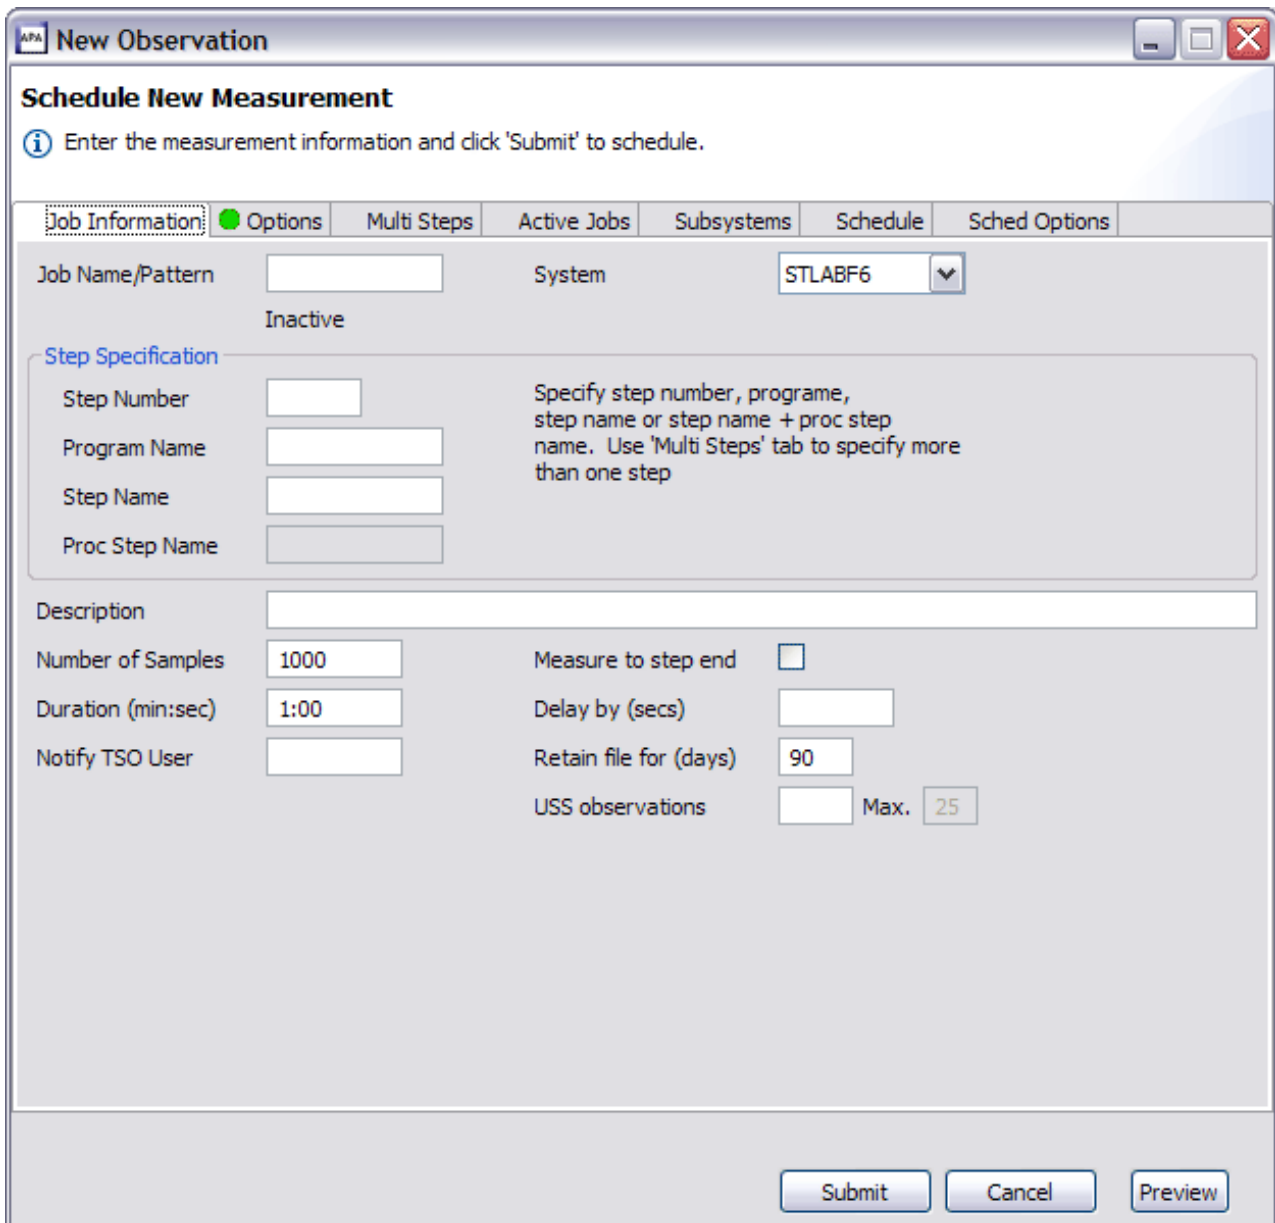 APA New Observation
Schedule New Measurement
Enter the measurement information and click 'Submit' to schedule.
Job Information Options Multi Steps Active Jobs Subsystems Schedule Sched Options
Job Name/Pattern System STLABF6
Inactive
Step Specification
Step Number
Program Name
Step Name
Proc Step Name
Specify step number, programe,
step name or step name + proc step
name. Use 'Multi Steps' tab to specify more
than one step
Description
Number of Samples 1000 Measure to step end
Duration (min:sec) 1:00 Delay by (secs)
Notify TSO User Retain file for (days) 90
USS observations Max. 25
Submit Cancel Preview